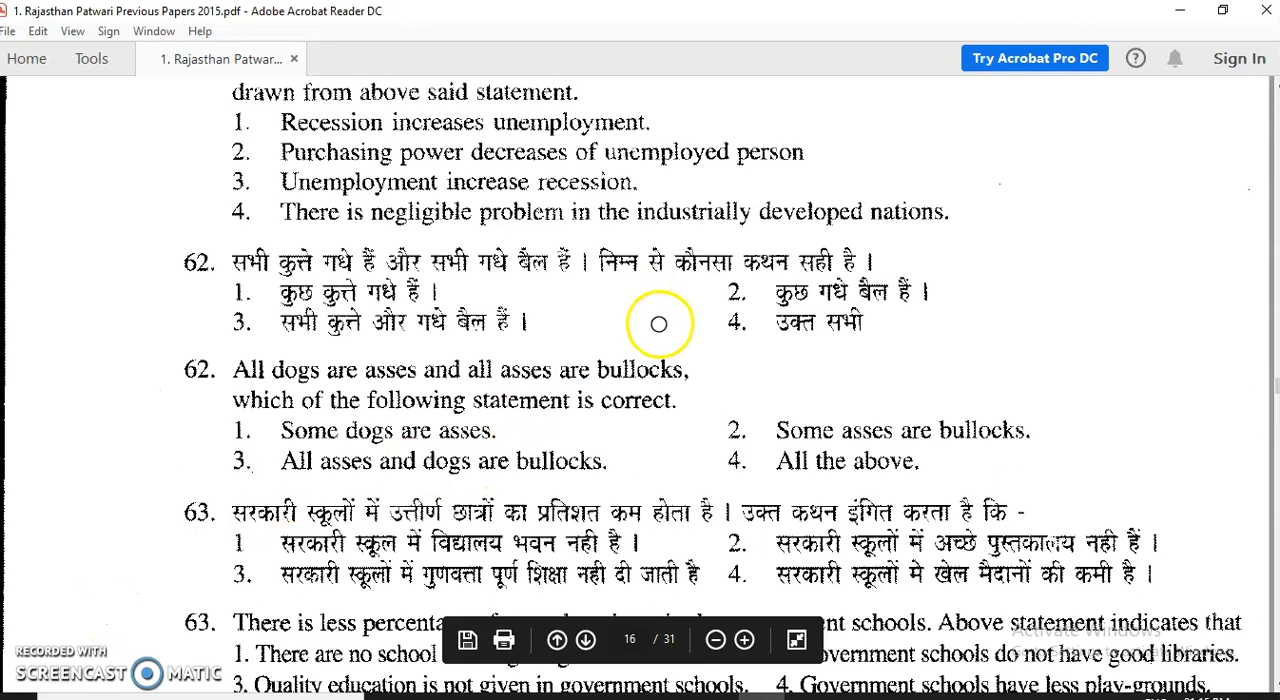 1. Rajasthan Patwari Previous Papers 2015.pdf - Adobe Acrobat Reader DC
File Edit View Sign Window Help
Home Tools 1. Rajasthan Patwar... × Try Acrobat Pro DC Sign In
drawn from above said statement.
1. Recession increases unemployment.
2. Purchasing power decreases of unemployed person
3. Unemployment increase recession.
4. There is negligible problem in the industrially developed nations.
62. सभी कुत्ते गधे हैं और सभी गधे बैल हैं । निम्न से कौनसा कथन सही है ।
1. कुछ कुत्ते गधे हैं । 2. कुछ गधे बैल हैं ।
3. सभी कुत्ते और गधे बैल हैं । 4. उक्त सभी
62. All dogs are asses and all asses are bullocks,
which of the following statement is correct.
1. Some dogs are asses. 2. Some asses are bullocks.
3. All asses and dogs are bullocks. 4. All the above.
63. सरकारी स्कूलों में उत्तीर्ण छात्रों का प्रतिशत कम होता है । उक्त कथन इंगित करता है कि -
1 सरकारी स्कूल में विद्यालय भवन नही है । 2. सरकारी स्कूलों में अच्छे पुस्तकालय नही हैं ।
3. सरकारी स्कूलों में गुणवत्ता पूर्ण शिक्षा नही दी जाती है 4. सरकारी स्कूलों मे खेल मैदानों की कमी है ।
63. There is less schools. Above statement indicates that
Activate Windows
16 / 31
RECORDED WITH
SCREENCAST MATIC
1. There are no school schools do not have good libraries.
3. Quality education is not given in government schools. 4. Government schools have less play-grounds.